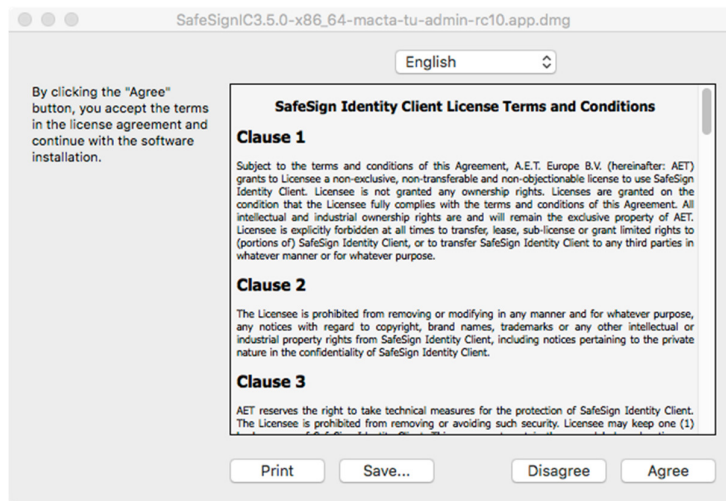 SafeSignIC3.5.0-x86_64-macta-tu-admin-rc10.app.dmg
English
By clicking the "Agree"
button, you accept the terms
in the license agreement and
continue with the software
installation.
SafeSign Identity Client License Terms and Conditions
Clause 1
Subject to the terms and conditions of this Agreement, A.E.T. Europe B.V. (hereinafter: AET)
grants to Licensee a non-exclusive, non-transferable and non-objectionable license to use SafeSign
Identity Client. Licensee is not granted any ownership rights. Licenses are granted on the
condition that the Licensee fully complies with the terms and conditions of this Agreement. All
intellectual and industrial ownership rights are and will remain the exclusive property of AET.
Licensee is explicitly forbidden at all times to transfer, lease, sub-license or grant limited rights to
(portions of) SafeSign Identity Client, or to transfer SafeSign Identity Client to any third parties in
whatever manner or for whatever purpose.
Clause 2
The Licensee is prohibited from removing or modifying in any manner and for whatever purpose,
any notices with regard to copyright, brand names, trademarks or any other intellectual or
industrial property rights from SafeSign Identity Client, including notices pertaining to the private
nature in the confidentiality of SafeSign Identity Client.
Clause 3
AET reserves the right to take technical measures for the protection of SafeSign Identity Client.
The Licensee is prohibited from removing or avoiding such security. Licensee may keep one (1)
Print
Save...
Disagree
Agree